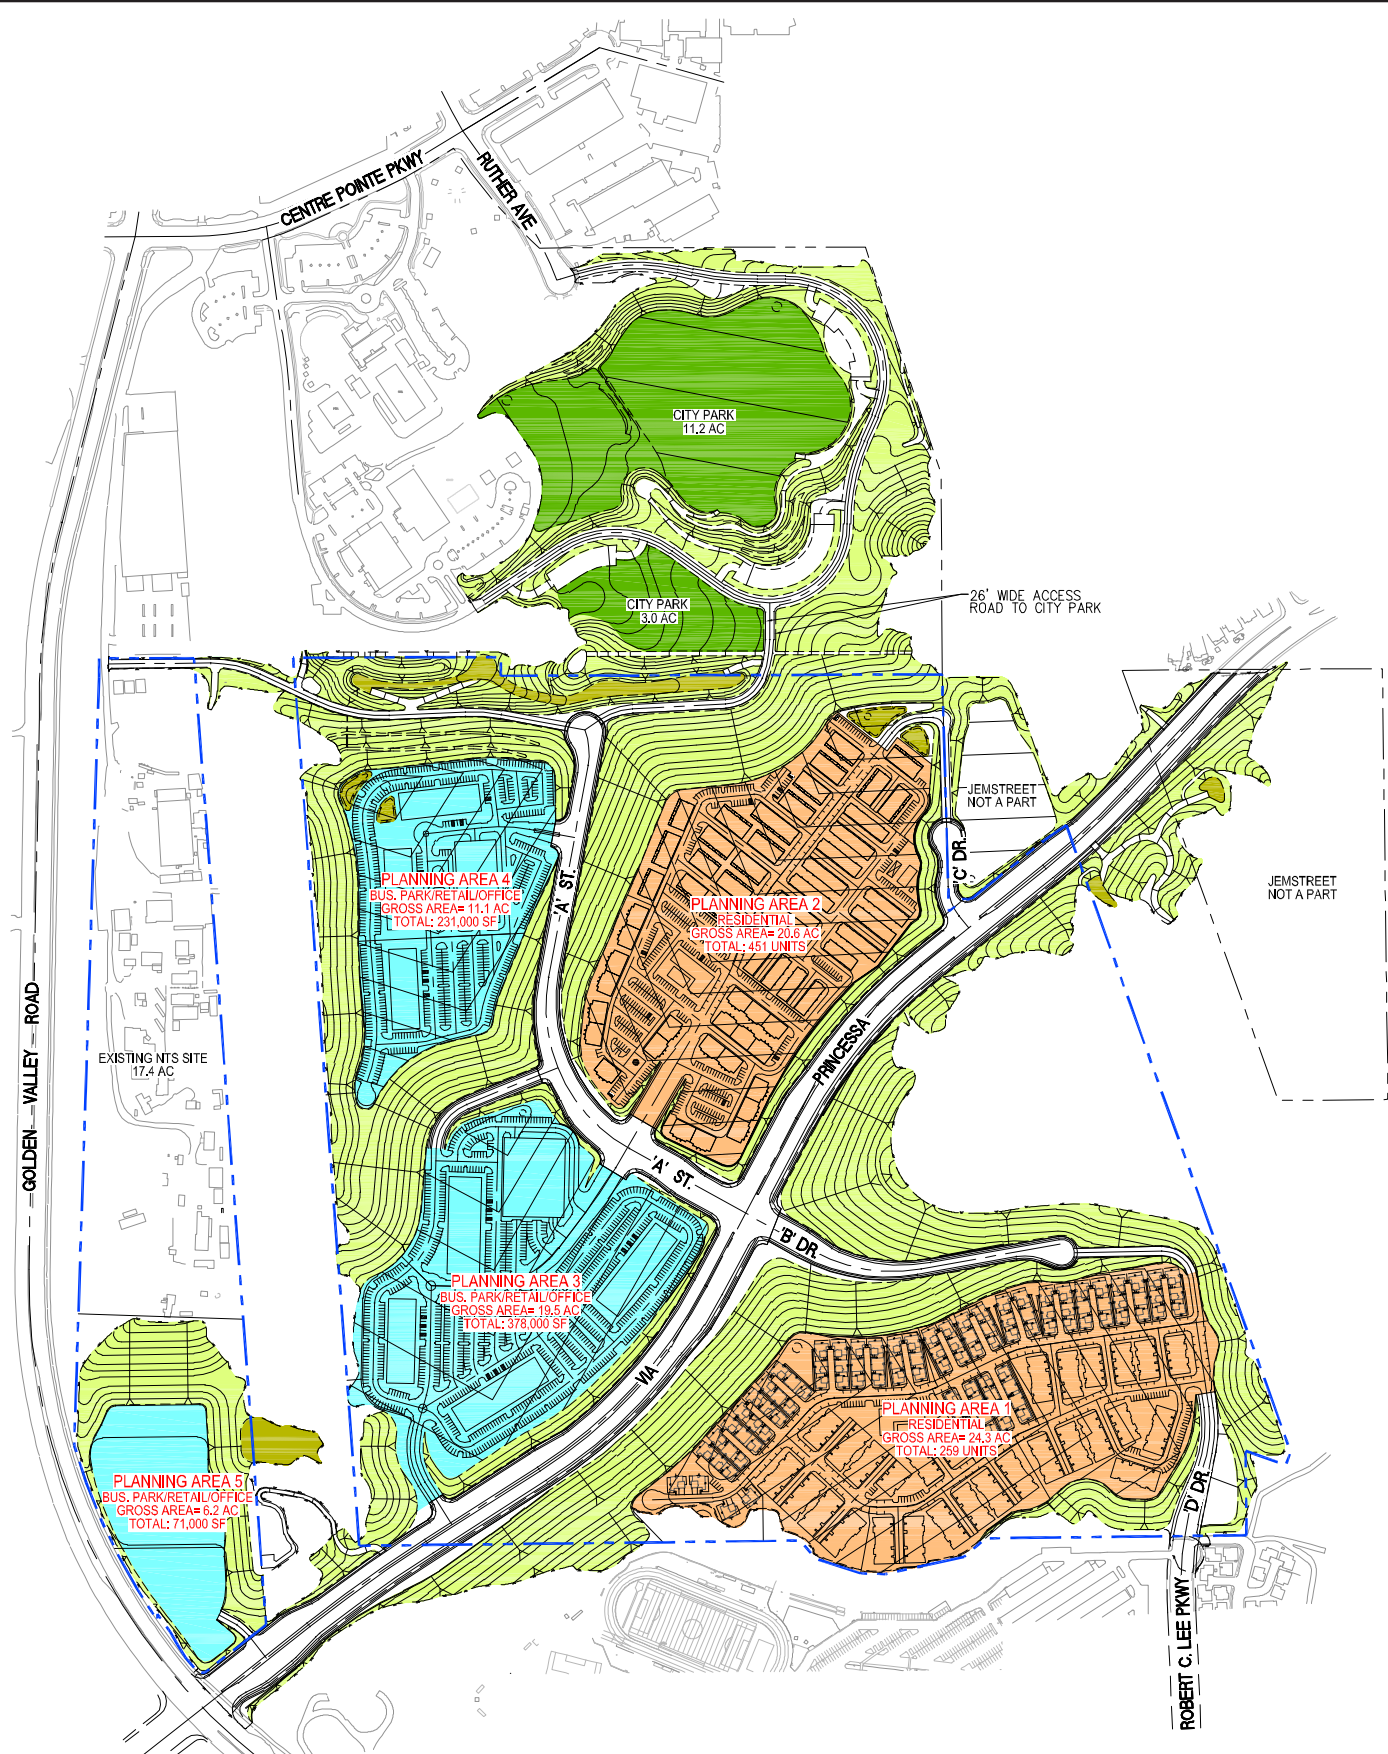 CENTRE POINTE PKWY
RUTHER AVE
CITY PARK
11.2 AC
CITY PARK
3.0 AC
26' WIDE ACCESS
ROAD TO CITY PARK
JEMSTREET
NOT A PART
JEMSTREET
NOT A PART
'C' DR.
PLANNING AREA 4
BUS. PARK/RETAIL/OFFICE
GROSS AREA= 11.1 AC
TOTAL: 231,000 SF
'A' ST.
PLANNING AREA 2
RESIDENTIAL
GROSS AREA= 20.6 AC
TOTAL: 451 UNITS
GOLDEN VALLEY ROAD
EXISTING NTS SITE
17.4 AC
PRINCESSA
'A' ST.
'B' DR.
PLANNING AREA 3
BUS. PARK/RETAIL/OFFICE
GROSS AREA= 19.5 AC
TOTAL: 378,000 SF
VIA
PLANNING AREA 1
RESIDENTIAL
GROSS AREA= 24.3 AC
TOTAL: 259 UNITS
PLANNING AREA 5
BUS. PARK/RETAIL/OFFICE
GROSS AREA= 6.2 AC
TOTAL: 71,000 SF
'D' DR.
ROBERT C. LEE PKWY